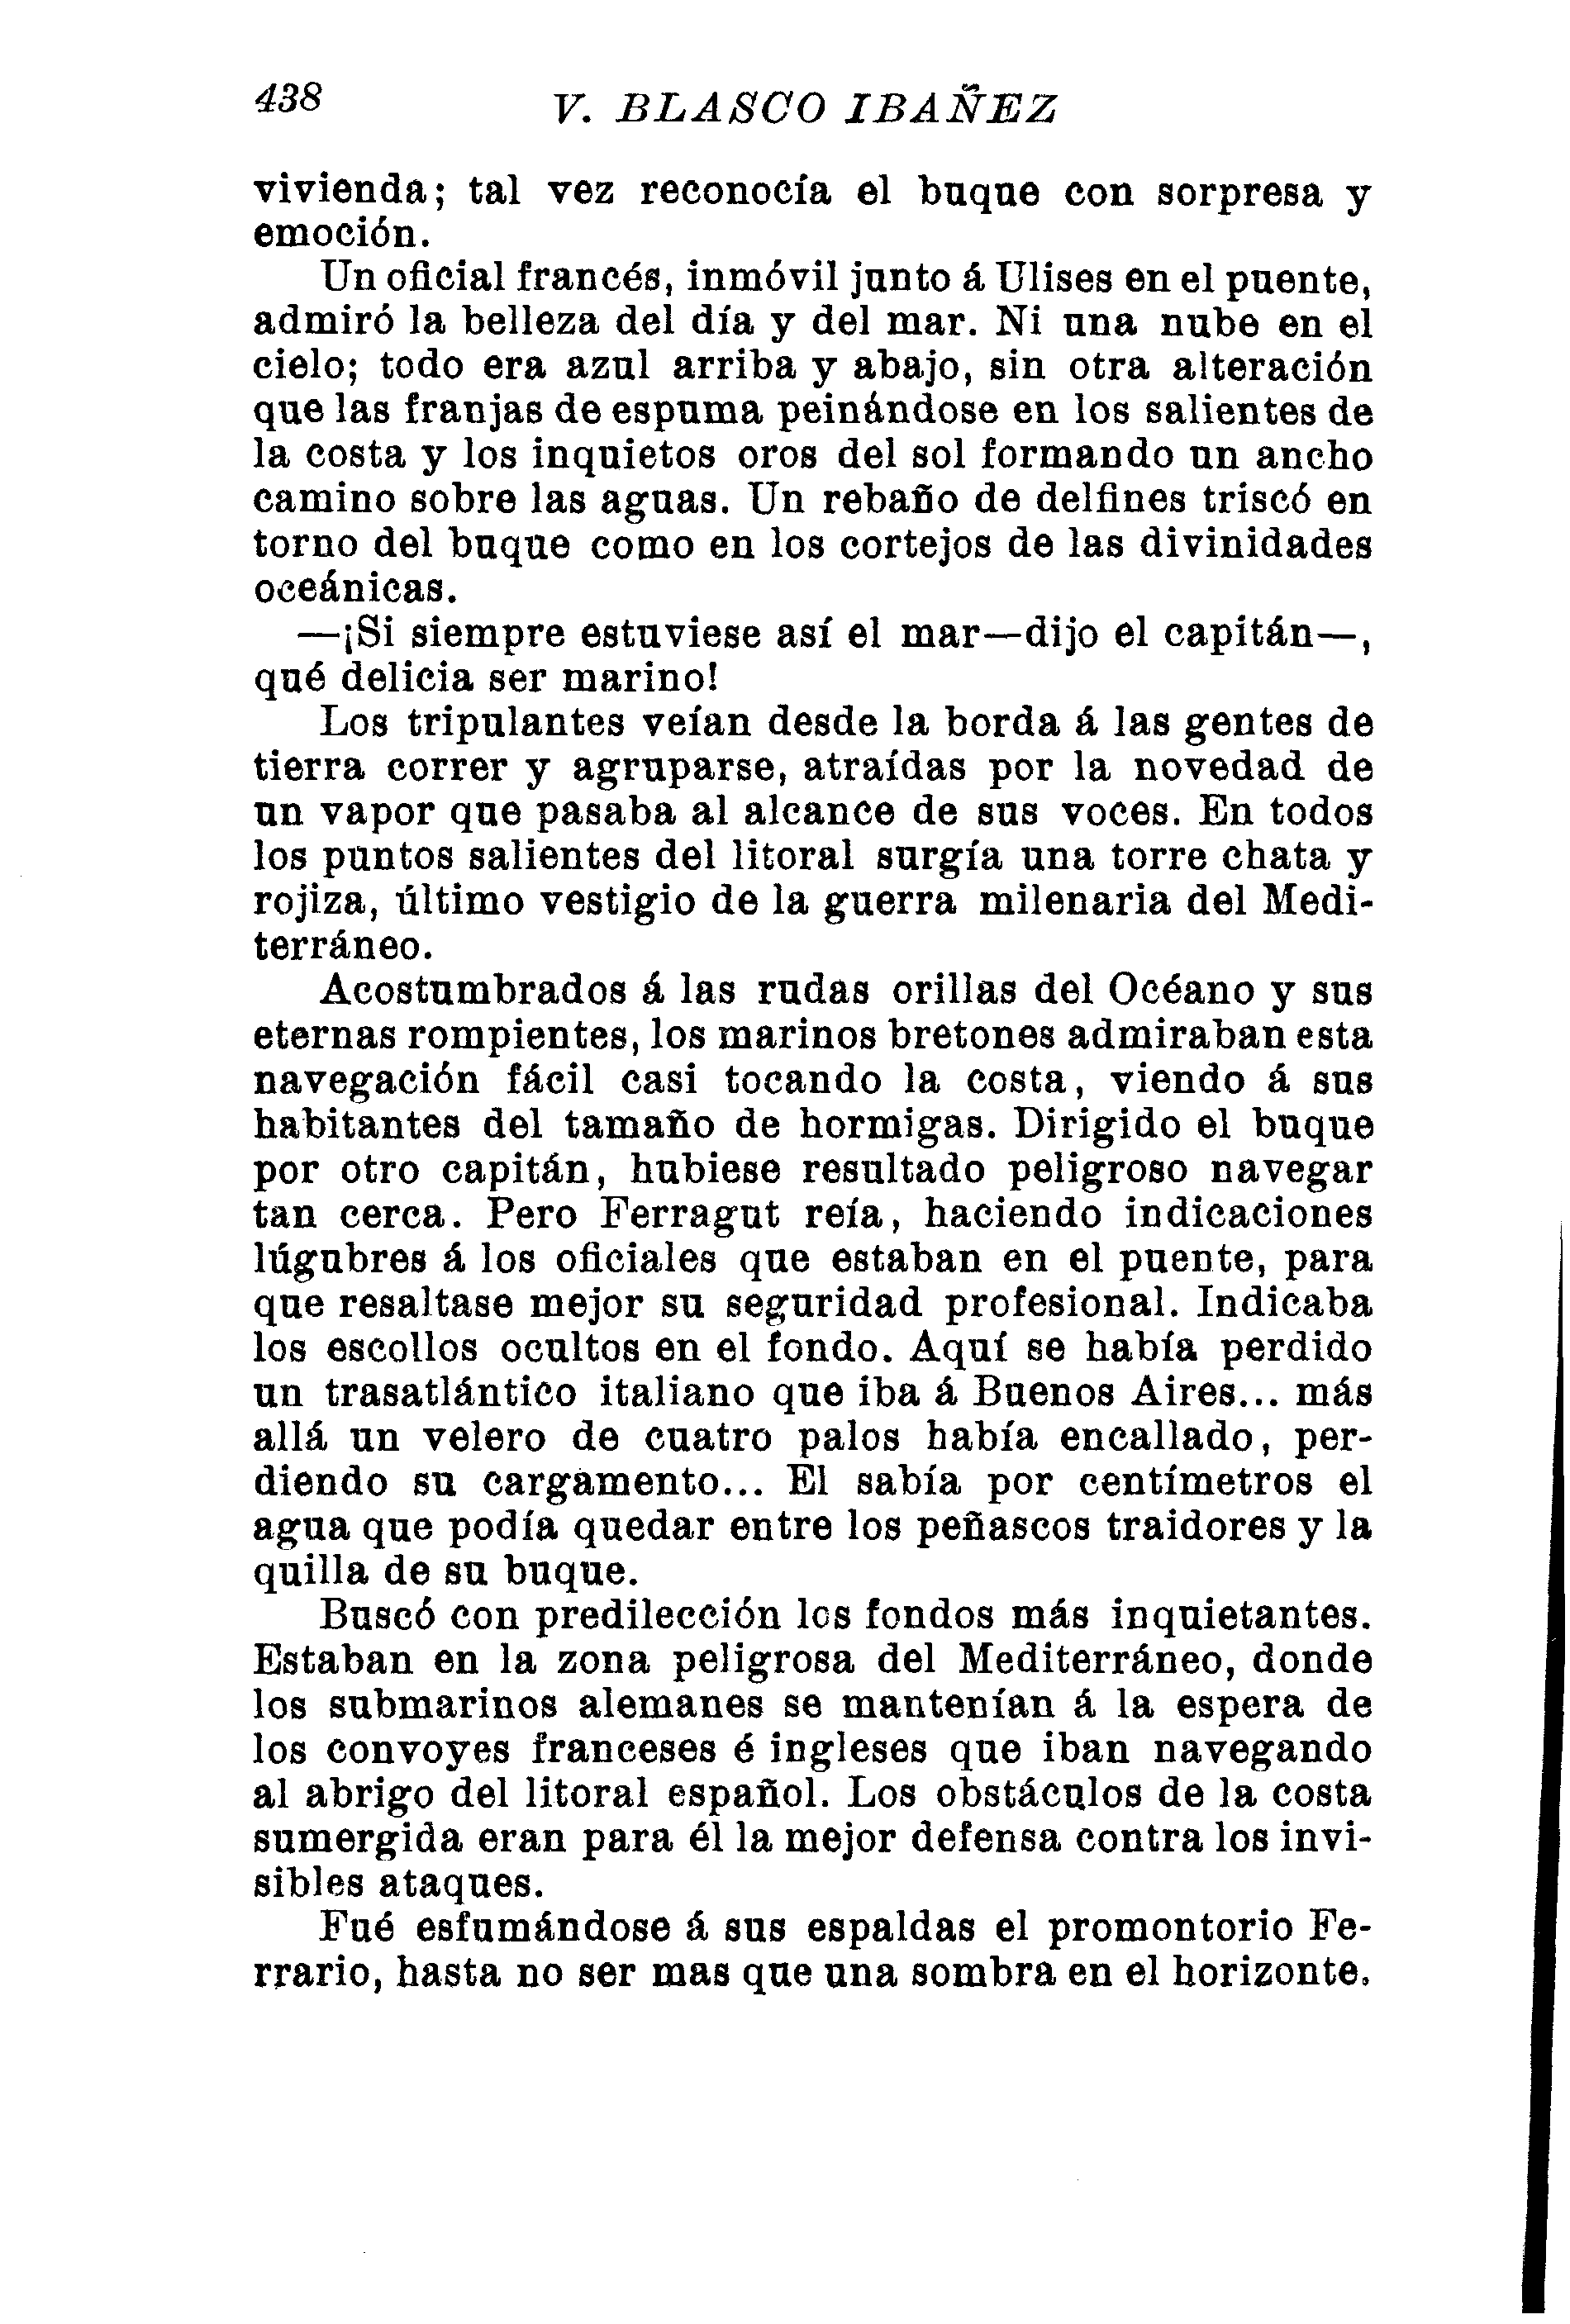 438
V. BLASCO IBAÑEZ
vivienda; tal vez reconocía el buque con sorpresa y
emoción.
Un oficial francés, inmóvil junto á Ulises en el puente,
admiró la belleza del día y del mar. Ni una nube en el
cielo; todo era azul arriba y abajo, sin otra alteración
que las franjas de espuma peinándose en los salientes de
la costa y los inquietos oros del sol formando un ancho
camino sobre las aguas. Un rebaño de delfines triscó en
torno del buque como en los cortejos de las divinidades
oceánicas.
—¡Si siempre estuviese así el mar—dijo el capitán—,
qué delicia ser marino!
Los tripulantes veían desde la borda á las gentes de
tierra correr y agruparse, atraídas por la novedad de
un vapor que pasaba al alcance de sus voces. En todos
los puntos salientes del litoral surgía una torre chata y
rojiza, último vestigio de la guerra milenaria del Medi-
terráneo.
Acostumbrados á las rudas orillas del Océano y sus
eternas rompientes, los marinos bretones admiraban esta
navegación fácil casi tocando la costa, viendo á sus
habitantes del tamaño de hormigas. Dirigido el buque
por otro capitán, hubiese resultado peligroso navegar
tan cerca. Pero Ferragut reía, haciendo indicaciones
lúgubres á los oficiales que estaban en el puente, para
que resaltase mejor su seguridad profesional. Indicaba
los escollos ocultos en el fondo. Aquí se había perdido
un trasatlántico italiano que iba á Buenos Aires... más
allá un velero de cuatro palos había encallado, per-
diendo su cargamento... El sabía por centímetros el
agua que podía quedar entre los peñascos traidores y la
quilla de su buque.
Buscó con predilección los fondos más inquietantes.
Estaban en la zona peligrosa del Mediterráneo, donde
los submarinos alemanes se mantenían á la espera de
los convoyes franceses é ingleses que iban navegando
al abrigo del litoral español. Los obstáculos de la costa
sumergida eran para él la mejor defensa contra los invi-
sibles ataques.
Fué esfumándose á sus espaldas el promontorio Fe-
rrario, hasta no ser mas que una sombra en el horizonte.